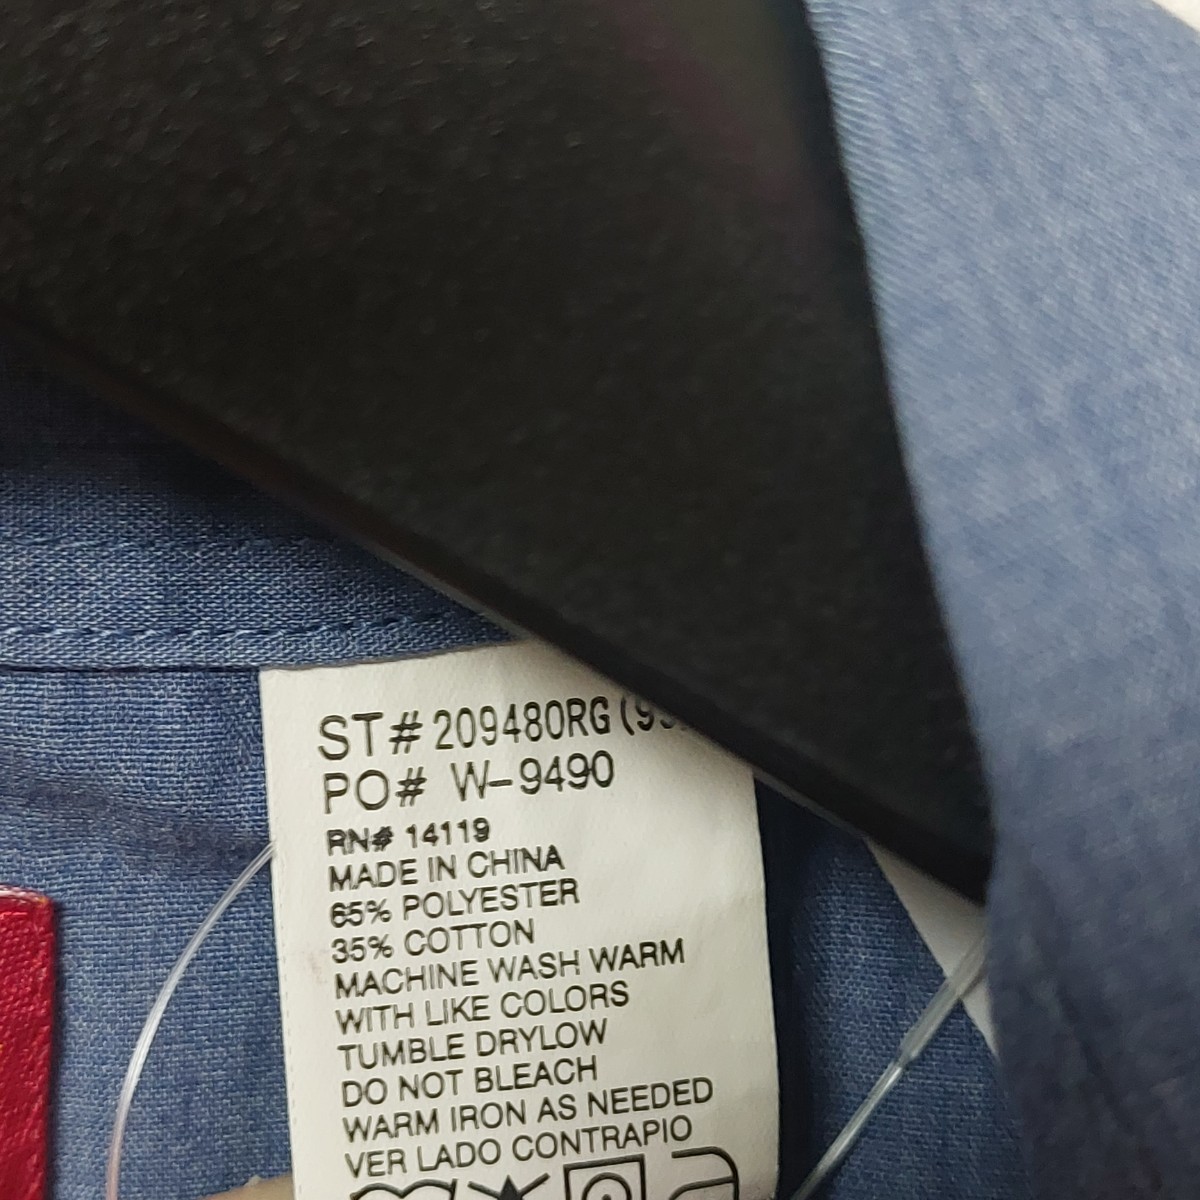 ST# 209480RG
PO# W-9490
RN# 14119
MADE IN CHINA
65% POLYESTER
35% COTTON
MACHINE WASH WARM
WITH LIKE COLORS
TUMBLE DRYLOW
DO NOT BLEACH
WARM IRON AS NEEDED
VER LADO CONTRAPIO